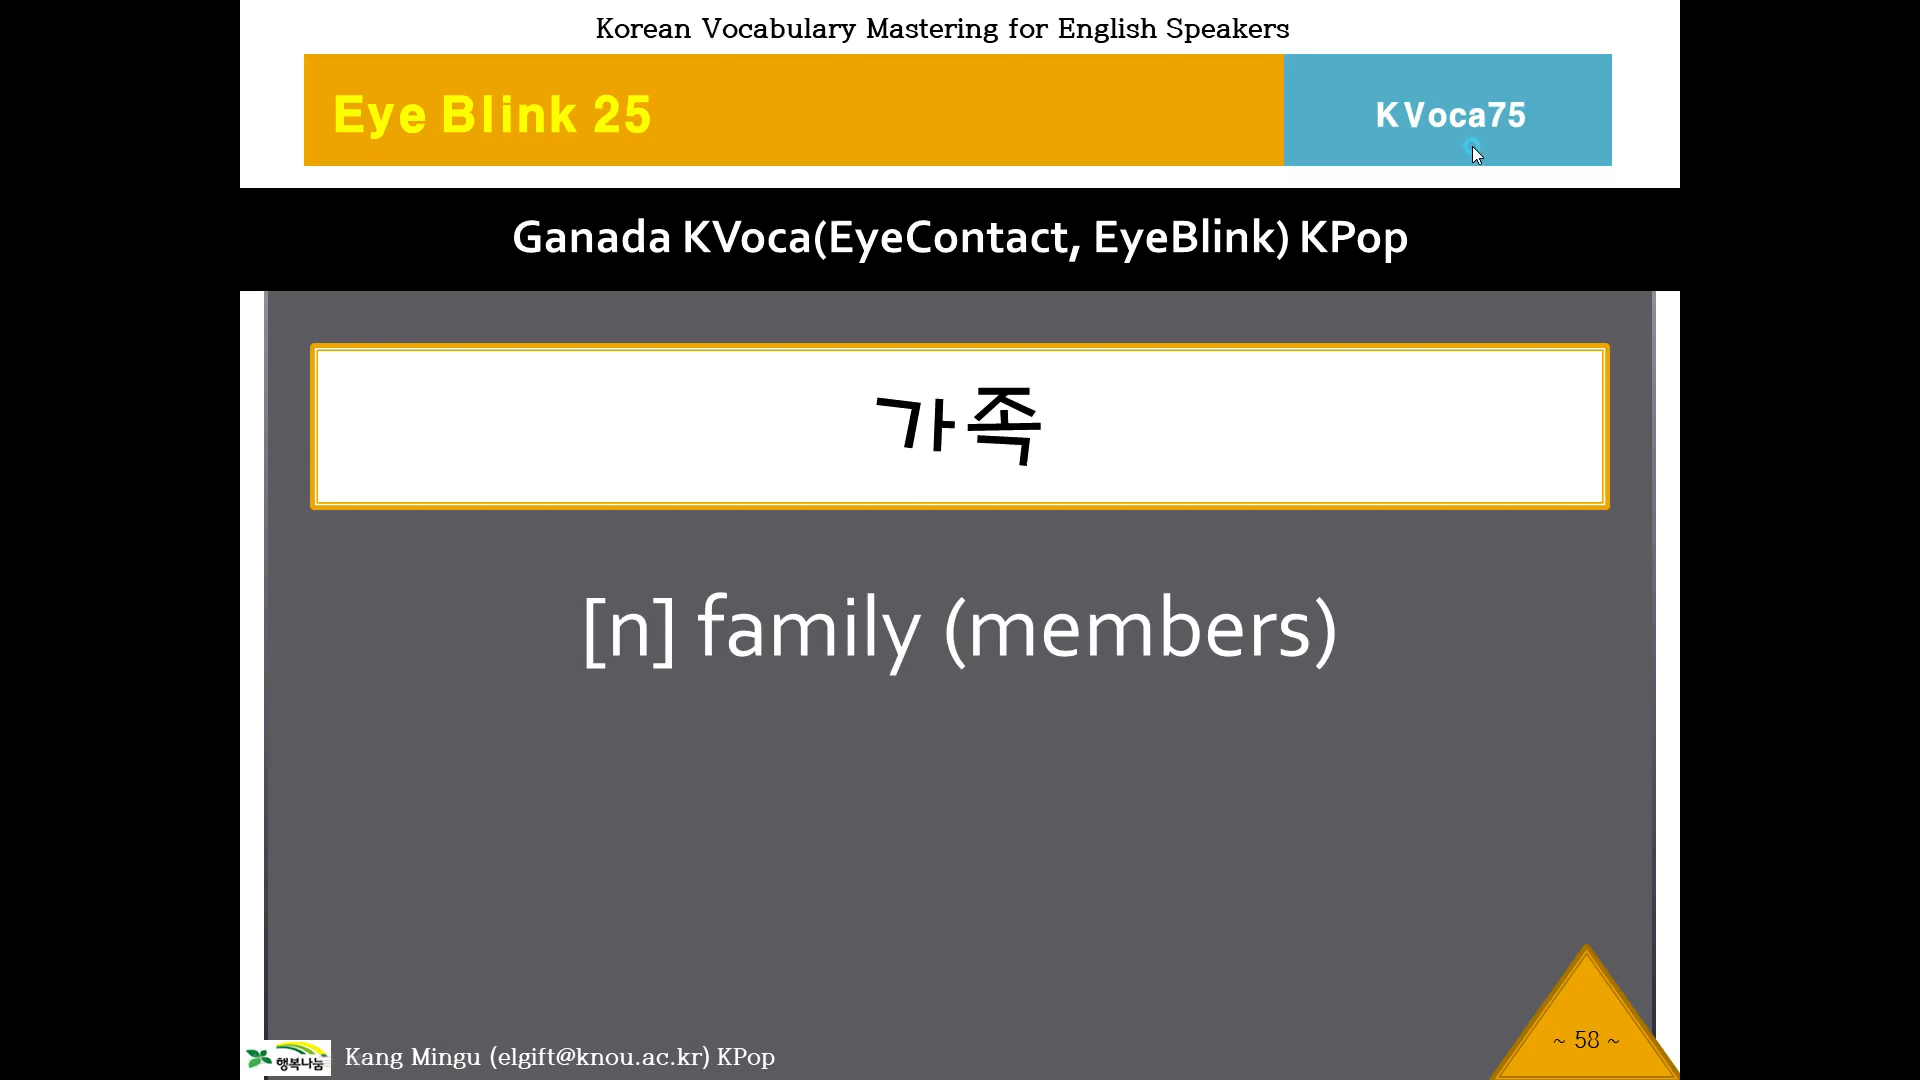 Korean Vocabulary Mastering for English Speakers
Eye Blink 25
KVoca75
Ganada KVoca(EyeContact, EyeBlink) KPop
가족
[n] family (members)
~ 58 ~
행복나눔
Kang Mingu (elgift@knou.ac.kr) KPop